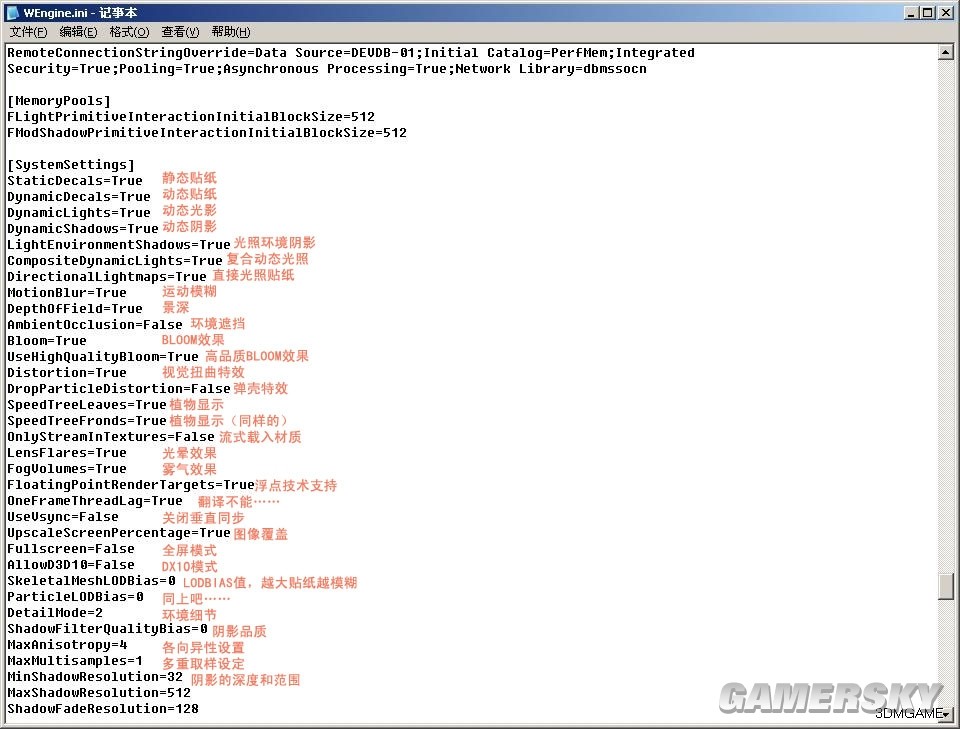 WEngine.ini - 记事本
文件(F) 编辑(E) 格式(O) 查看(V) 帮助(H)
RemoteConnectionStringOverride=Data Source=DEVDB-01;Initial Catalog=PerfMem;Integrated
Security=True;Pooling=True;Asynchronous Processing=True;Network Library=dbmssocn
[MemoryPools]
FLightPrimitiveInteractionInitialBlockSize=512
FModShadowPrimitiveInteractionInitialBlockSize=512
[SystemSettings]
StaticDecals=True 静态贴纸
DynamicDecals=True 动态贴纸
DynamicLights=True 动态光影
DynamicShadows=True 动态阴影
LightEnvironmentShadows=True 光照环境阴影
CompositeDynamicLights=True 复合动态光照
DirectionalLightmaps=True 直接光照贴纸
MotionBlur=True 运动模糊
DepthOfField=True 景深
AmbientOcclusion=False 环境遮挡
Bloom=True BLOOM效果
UseHighQualityBloom=True 高品质BLOOM效果
Distortion=True 视觉扭曲特效
DropParticleDistortion=False 弹壳特效
SpeedTreeLeaves=True 植物显示
SpeedTreeFronds=True 植物显示（同样的）
OnlyStreamInTextures=False 流式载入材质
LensFlares=True 光晕效果
FogVolumes=True 雾气效果
FloatingPointRenderTargets=True 浮点技术支持
OneFrameThreadLag=True 翻译不能……
UseVsync=False 关闭垂直同步
UpscaleScreenPercentage=True 图像覆盖
Fullscreen=False 全屏模式
AllowD3D10=False DX10模式
SkeletalMeshLODBias=0 LODBIAS值，越大贴纸越模糊
ParticleLODBias=0 同上吧……
DetailMode=2 环境细节
ShadowFilterQualityBias=0 阴影品质
MaxAnisotropy=4 各向异性设置
MaxMultisamples=1 多重取样设定
MinShadowResolution=32 阴影的深度和范围
MaxShadowResolution=512
ShadowFadeResolution=128
GAMERSKY
3DMGAME